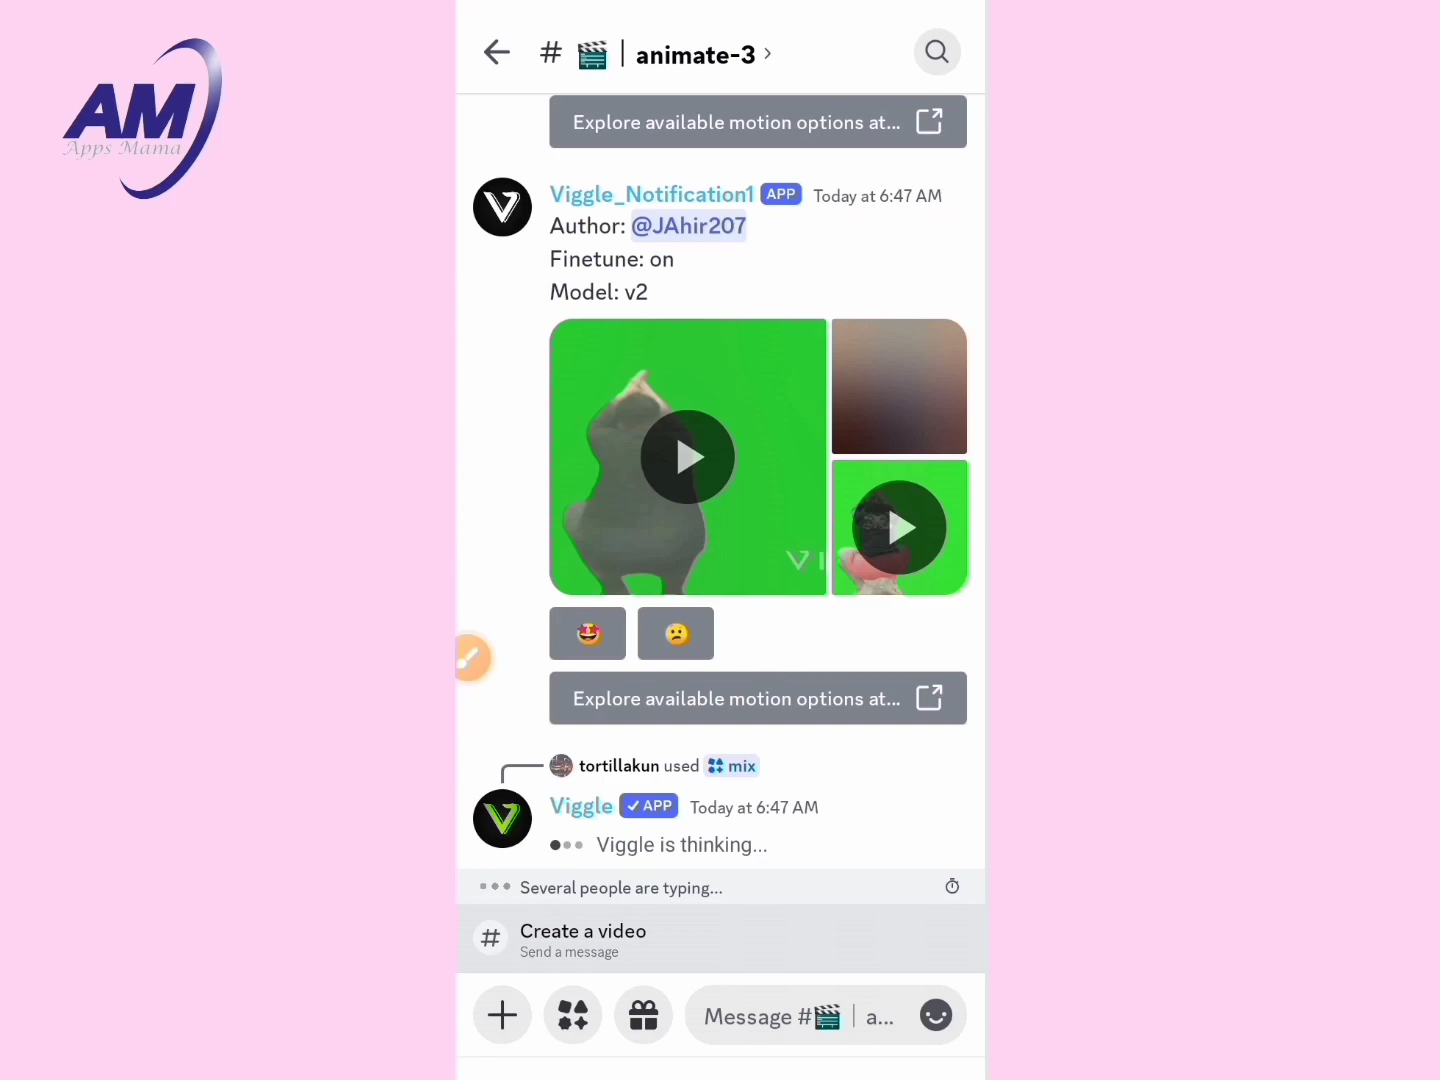 AM
Apps Mama
# 🎬 | animate-3 ›
Explore available motion options at...
Viggle_Notification1 APP Today at 6:47 AM
Author: @JAhir207
Finetune: on
Model: v2
Explore available motion options at...
tortillakun used mix
Viggle ✓ APP Today at 6:47 AM
Viggle is thinking...
Several people are typing...
# Create a video
Send a message
Message #🎬 | a...